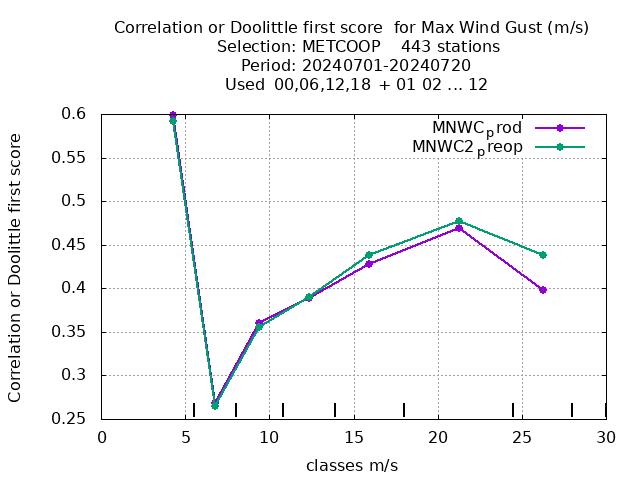 Correlation or Doolittle first score  for Max Wind Gust (m/s)
Selection: METCOOP    443 stations
Period: 20240701-20240720
Used  00,06,12,18 + 01 02 ... 12
Correlation or Doolittle first score
MNWCprod
MNWC2preop
0.6
0.55
0.5
0.45
0.4
0.35
0.3
0.25
0 5 10 15 20 25 30
classes m/s